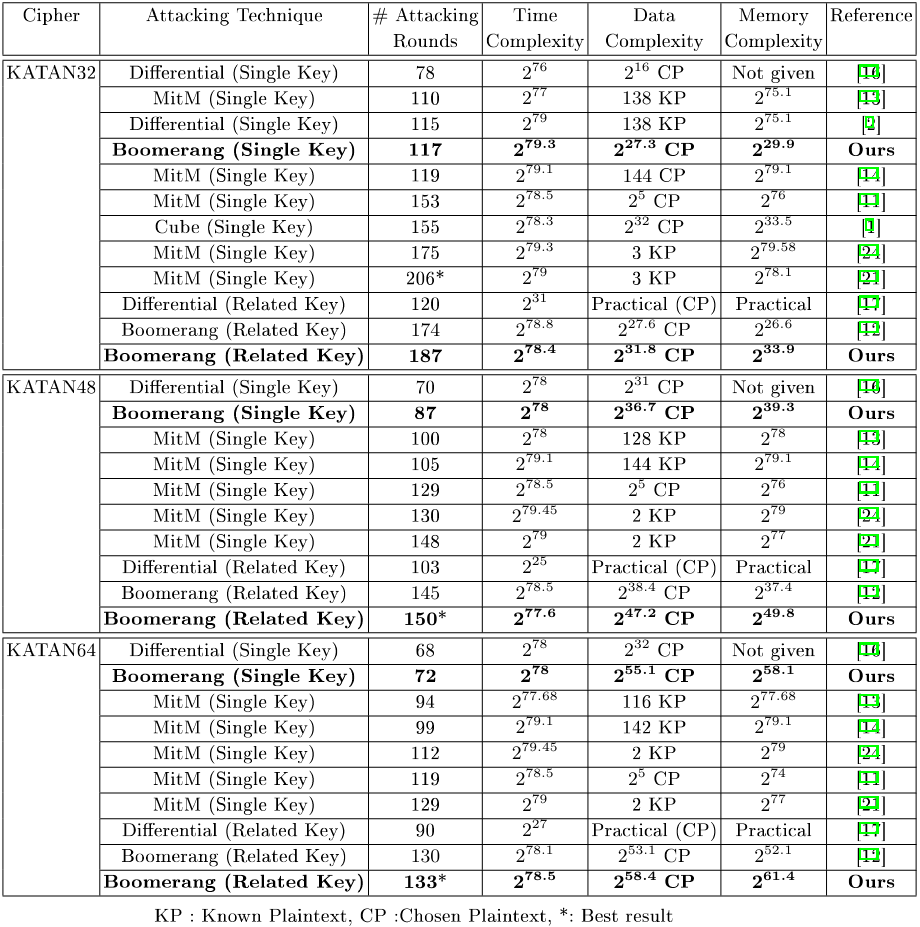 Cipher Attacking Technique # Attacking Rounds Time Complexity Data Complexity Memory Complexity Reference
KATAN32 Differential (Single Key) 78 2^76 2^16 CP Not given [16]
MitM (Single Key) 110 2^77 138 KP 2^75.1 [13]
Differential (Single Key) 115 2^79 138 KP 2^75.1 [2]
Boomerang (Single Key) 117 2^79.3 2^27.3 CP 2^29.9 Ours
MitM (Single Key) 119 2^79.1 144 CP 2^79.1 [14]
MitM (Single Key) 153 2^78.5 2^5 CP 2^76 [11]
Cube (Single Key) 155 2^78.3 2^32 CP 2^33.5 [1]
MitM (Single Key) 175 2^79.3 3 KP 2^79.58 [24]
MitM (Single Key) 206* 2^79 3 KP 2^78.1 [21]
Differential (Related Key) 120 2^31 Practical (CP) Practical [17]
Boomerang (Related Key) 174 2^78.8 2^27.6 CP 2^26.6 [12]
Boomerang (Related Key) 187 2^78.4 2^31.8 CP 2^33.9 Ours
KATAN48 Differential (Single Key) 70 2^78 2^31 CP Not given [16]
Boomerang (Single Key) 87 2^78 2^36.7 CP 2^39.3 Ours
MitM (Single Key) 100 2^78 128 KP 2^78 [13]
MitM (Single Key) 105 2^79.1 144 KP 2^79.1 [14]
MitM (Single Key) 129 2^78.5 2^5 CP 2^76 [11]
MitM (Single Key) 130 2^79.45 2 KP 2^79 [24]
MitM (Single Key) 148 2^79 2 KP 2^77 [21]
Differential (Related Key) 103 2^25 Practical (CP) Practical [17]
Boomerang (Related Key) 145 2^78.5 2^38.4 CP 2^37.4 [12]
Boomerang (Related Key) 150* 2^77.6 2^47.2 CP 2^49.8 Ours
KATAN64 Differential (Single Key) 68 2^78 2^32 CP Not given [16]
Boomerang (Single Key) 72 2^78 2^55.1 CP 2^58.1 Ours
MitM (Single Key) 94 2^77.68 116 KP 2^77.68 [13]
MitM (Single Key) 99 2^79.1 142 KP 2^79.1 [14]
MitM (Single Key) 112 2^79.45 2 KP 2^79 [24]
MitM (Single Key) 119 2^78.5 2^5 CP 2^74 [11]
MitM (Single Key) 129 2^79 2 KP 2^77 [21]
Differential (Related Key) 90 2^27 Practical (CP) Practical [17]
Boomerang (Related Key) 130 2^78.1 2^53.1 CP 2^52.1 [12]
Boomerang (Related Key) 133* 2^78.5 2^58.4 CP 2^61.4 Ours
KP : Known Plaintext, CP :Chosen Plaintext, *: Best result